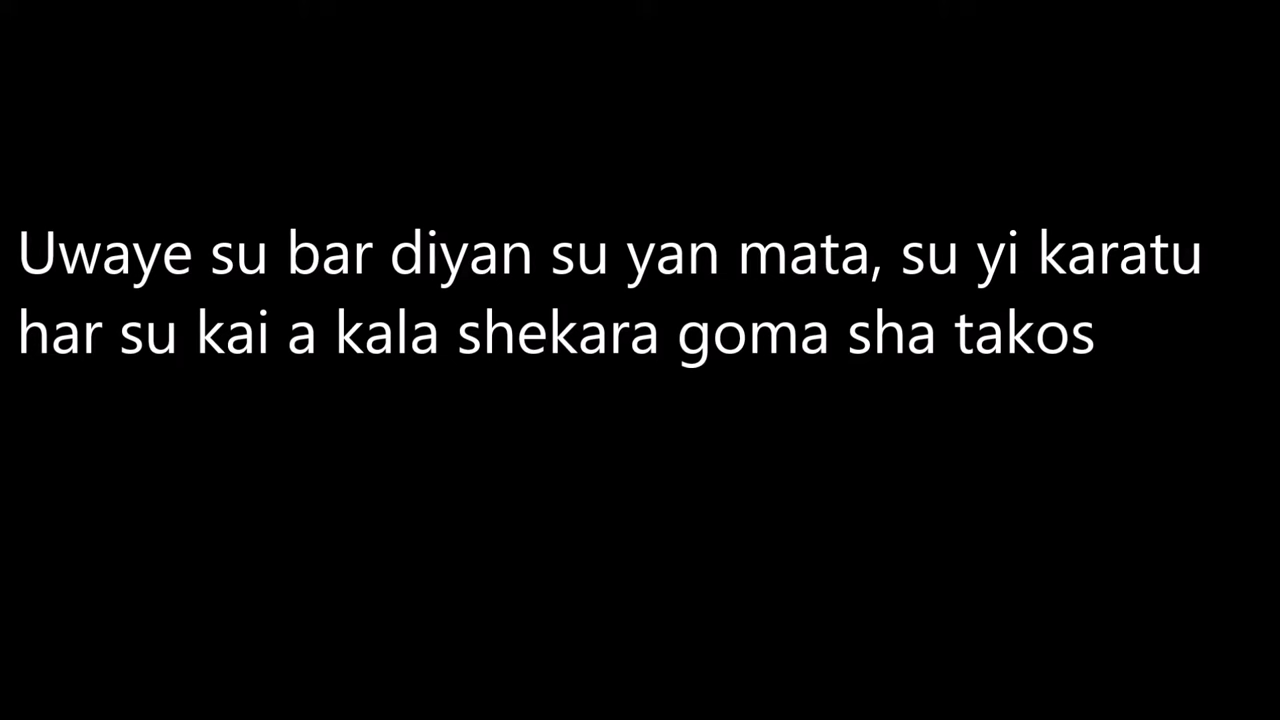 Uwaye su bar diyan su yan mata, su yi karatu
har su kai a kala shekara goma sha takos